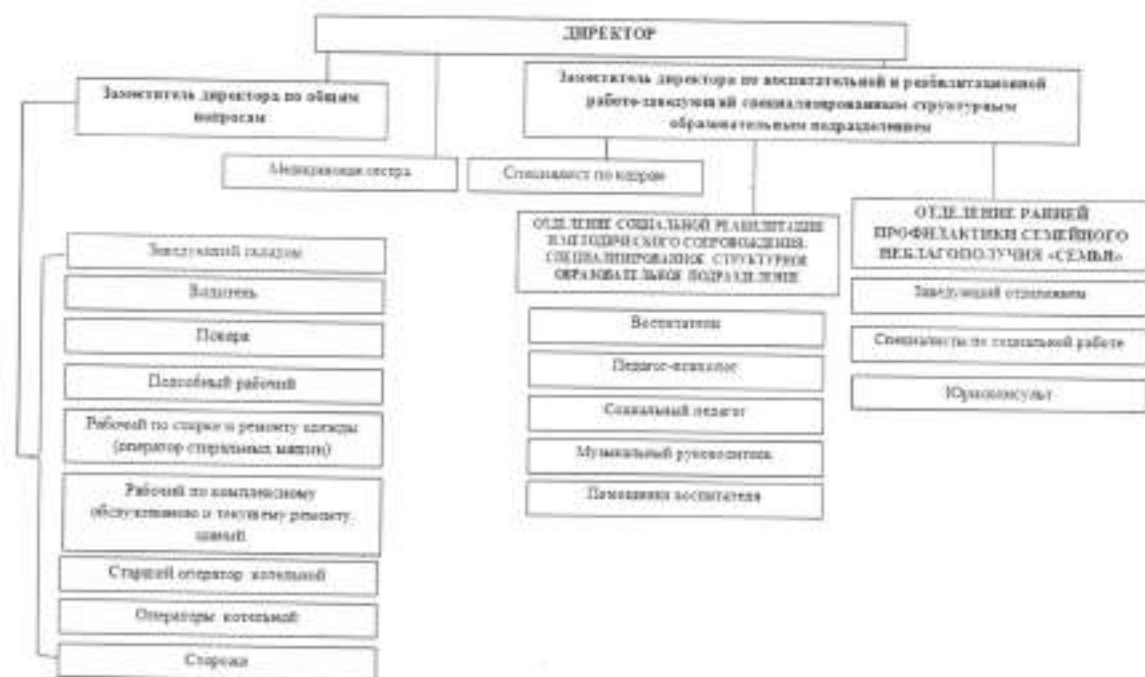 ДИРЕКТОР
Заместитель директора по общим
вопросам
Заместитель директора по воспитательной и реабилитационной
работе-заведующий специализированным структурным
образовательным подразделением
Медицинская сестра
Специалист по кадрам
ОТДЕЛЕНИЕ СОЦИАЛЬНОЙ РЕАБИЛИТАЦИИ
И МЕТОДИЧЕСКОГО СОПРОВОЖДЕНИЯ.
СПЕЦИАЛИЗИРОВАННОЕ СТРУКТУРНОЕ
ОБРАЗОВАТЕЛЬНОЕ ПОДРАЗДЕЛЕНИЕ
Воспитатели
Педагог-психолог
Социальный педагог
Музыкальный руководитель
Помощники воспитателя
ОТДЕЛЕНИЕ РАННЕЙ
ПРОФИЛАКТИКИ СЕМЕЙНОГО
НЕБЛАГОПОЛУЧИЯ «СЕМЬЯ»
Заведующий отделением
Специалисты по социальной работе
Юрисконсульт
Заведующий складом
Водитель
Повара
Подсобный рабочий
Рабочий по стирке и ремонту одежды
(оператор стиральных машин)
Рабочий по комплексному
обслуживанию и текущему ремонту
зданий
Старший оператор котельной
Операторы котельной
Сторожи